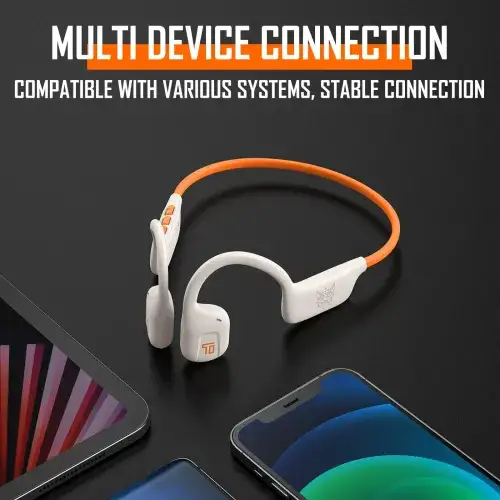 MULTI DEVICE CONNECTION
COMPATIBLE WITH VARIOUS SYSTEMS, STABLE CONNECTION